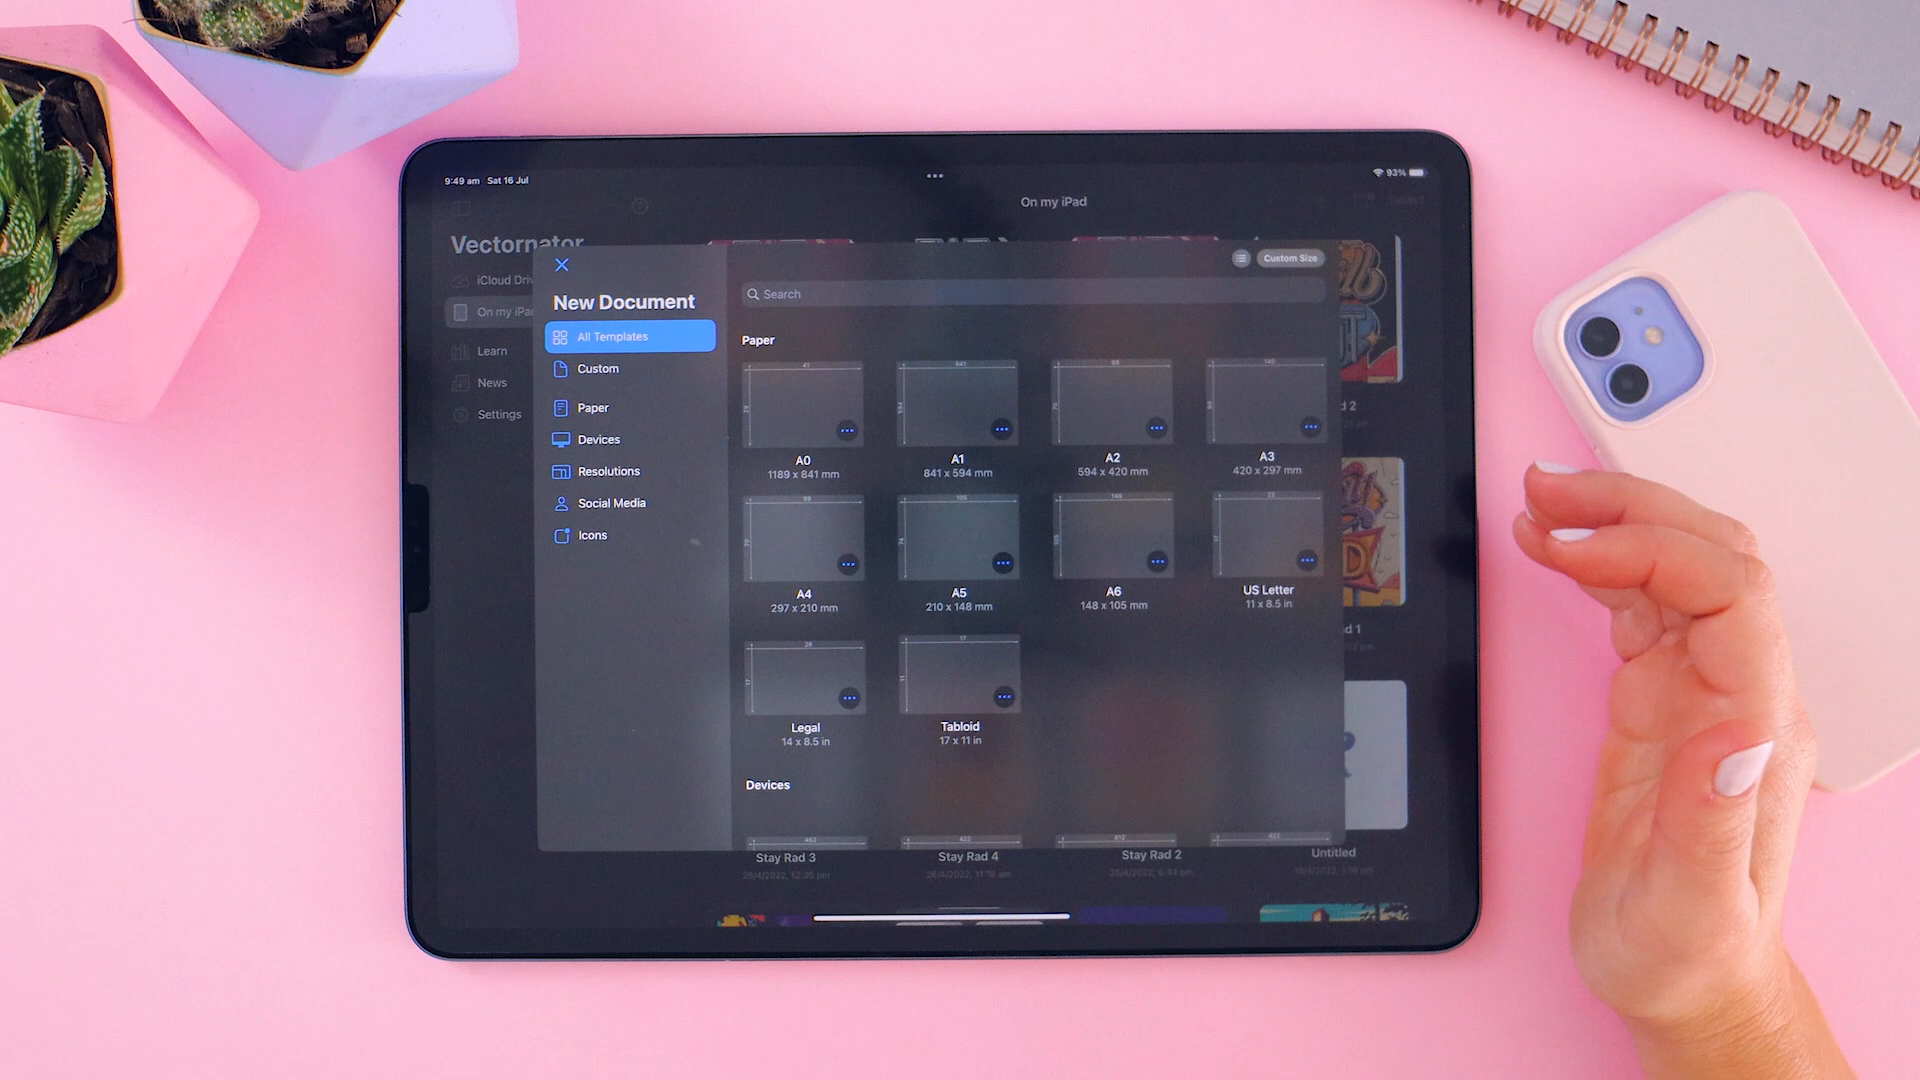 9:49 am Sat 16 Jul
93%
On my iPad
Vectornator
iCloud Driv
On my iPa
Learn
News
Settings
New Document
All Templates
Custom
Paper
Devices
Resolutions
Social Media
Icons
Custom Size
Search
Paper
A0
1189 x 841 mm
A1
841 x 594 mm
A2
594 x 420 mm
A3
420 x 297 mm
A4
297 x 210 mm
A5
210 x 148 mm
A6
148 x 105 mm
US Letter
11 x 8.5 in
Legal
14 x 8.5 in
Tabloid
17 x 11 in
Devices
d 2
d 1
Stay Rad 3
Stay Rad 4
Stay Rad 2
Untitled